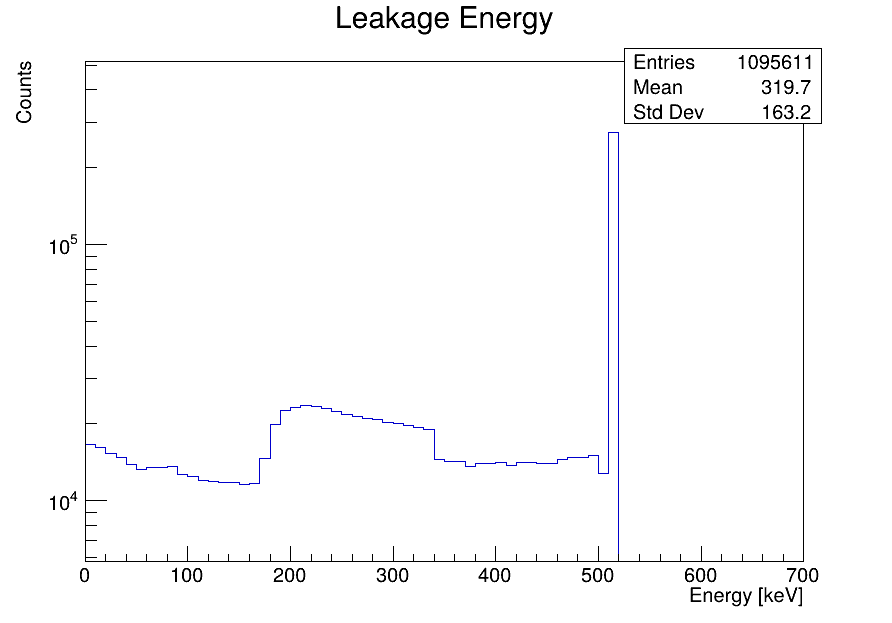 Leakage Energy
Counts
Entries 1095611
Mean 319.7
Std Dev 163.2
10^5
10^4
0 100 200 300 400 500 600 700
Energy [keV]